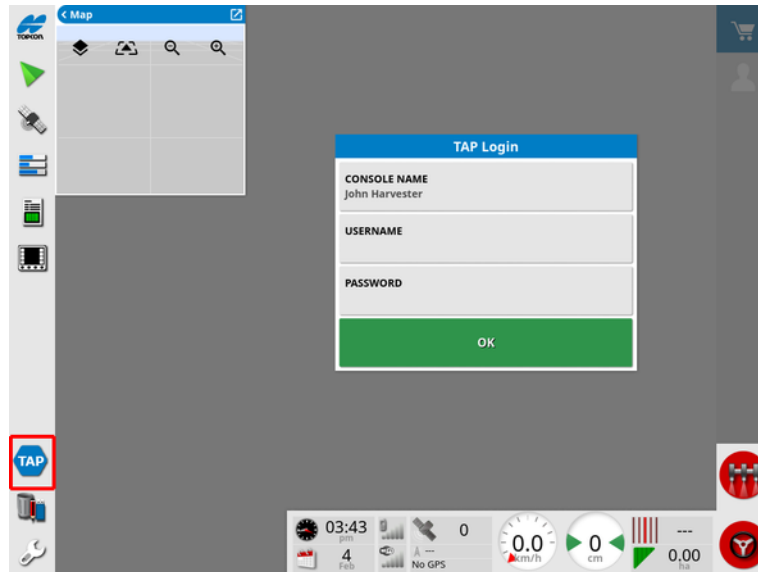 TOPCON
Map
TAP Login
CONSOLE NAME
John Harvester
USERNAME
PASSWORD
OK
TAP
03:43
pm
4
Feb
0
---
No GPS
0.0
km/h
0
cm
---
0.00
ha